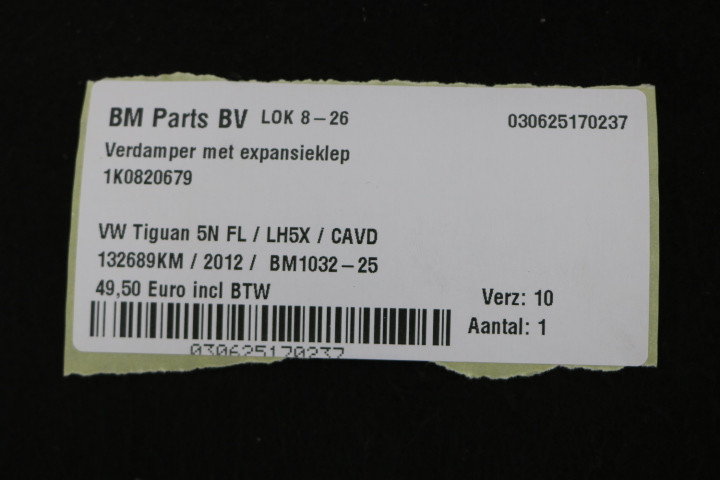 BM Parts BV LOK 8-26 030625170237
Verdamper met expansieklep
1K0820679
VW Tiguan 5N FL / LH5X / CAVD
132689KM / 2012 / BM1032-25
49,50 Euro incl BTW Verz: 10
Aantal: 1
030625170237